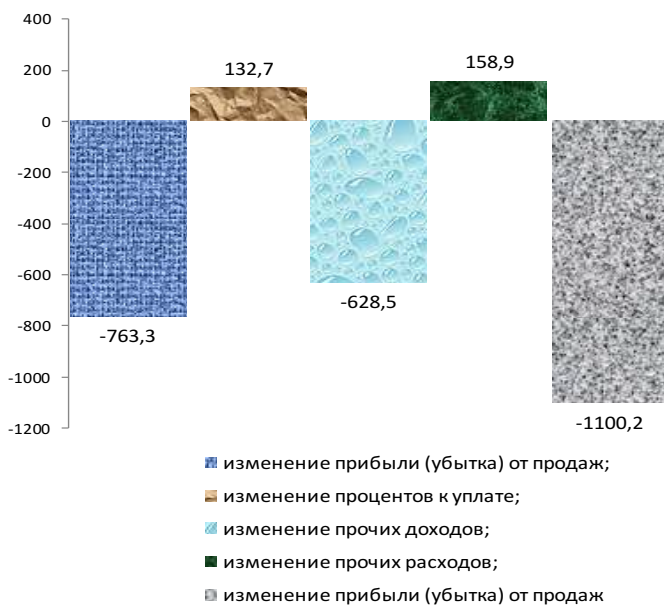 400
132,7
158,9
200
0
-200
-400
-600
-628,5
-763,3
-800
-1000
-1100,2
-1200
изменение прибыли (убытка) от продаж;
изменение процентов к уплате;
изменение прочих доходов;
изменение прочих расходов;
изменение прибыли (убытка) от продаж